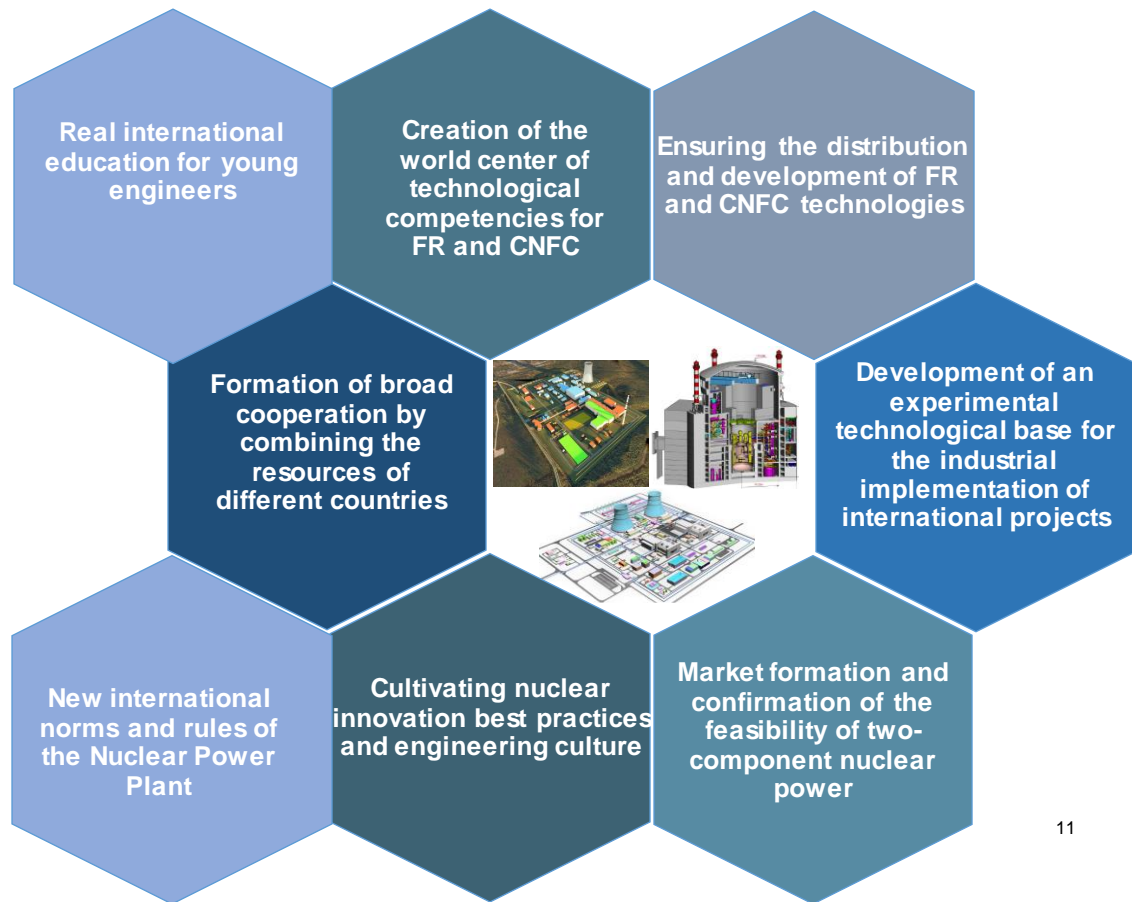 Real international
education for young
engineers
Creation of the
world center of
technological
competencies for
FR and CNFC
Ensuring the distribution
and development of FR
and CNFC technologies
Formation of broad
cooperation by
combining the
resources of
different countries
Development of an
experimental
technological base for
the industrial
implementation of
international projects
New international
norms and rules of
the Nuclear Power
Plant
Cultivating nuclear
innovation best practices
and engineering culture
Market formation and
confirmation of the
feasibility of two-
component nuclear
power
11